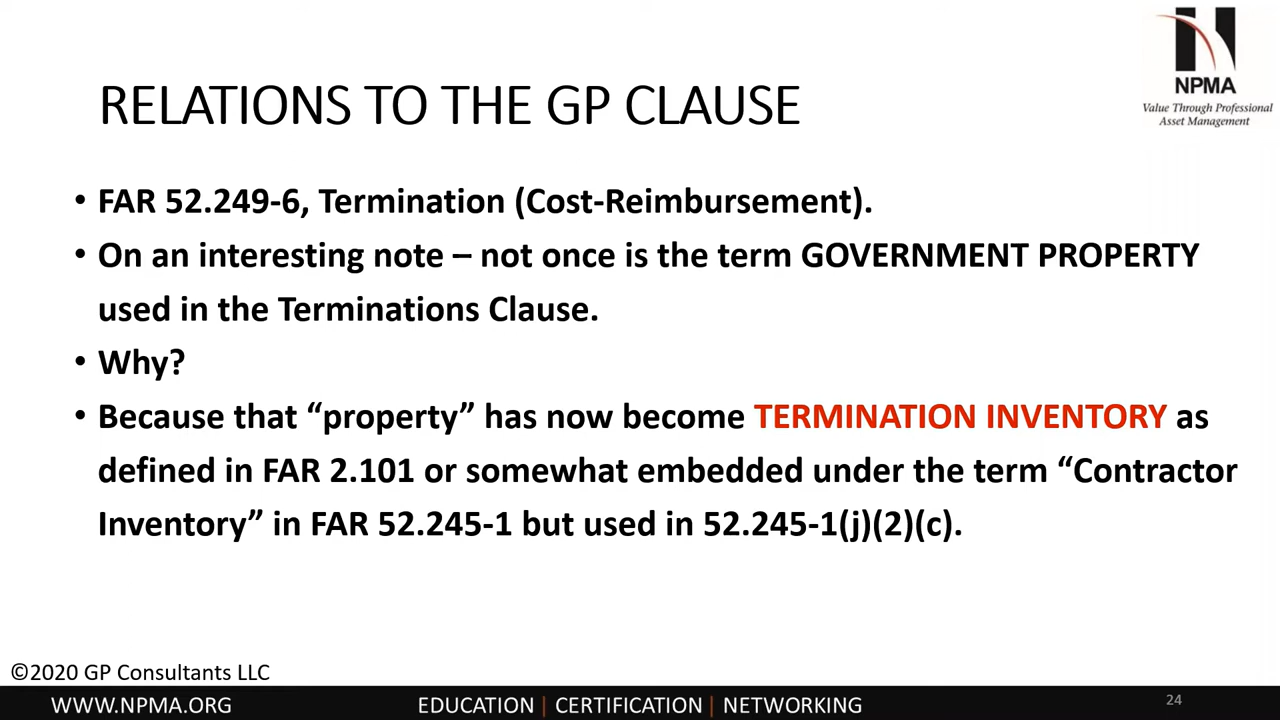 NPMA
Value Through Professional
Asset Management
RELATIONS TO THE GP CLAUSE
• FAR 52.249-6, Termination (Cost-Reimbursement).
• On an interesting note – not once is the term GOVERNMENT PROPERTY
used in the Terminations Clause.
• Why?
• Because that “property” has now become TERMINATION INVENTORY as
defined in FAR 2.101 or somewhat embedded under the term “Contractor
Inventory” in FAR 52.245-1 but used in 52.245-1(j)(2)(c).
©2020 GP Consultants LLC
WWW.NPMA.ORG EDUCATION | CERTIFICATION | NETWORKING 24